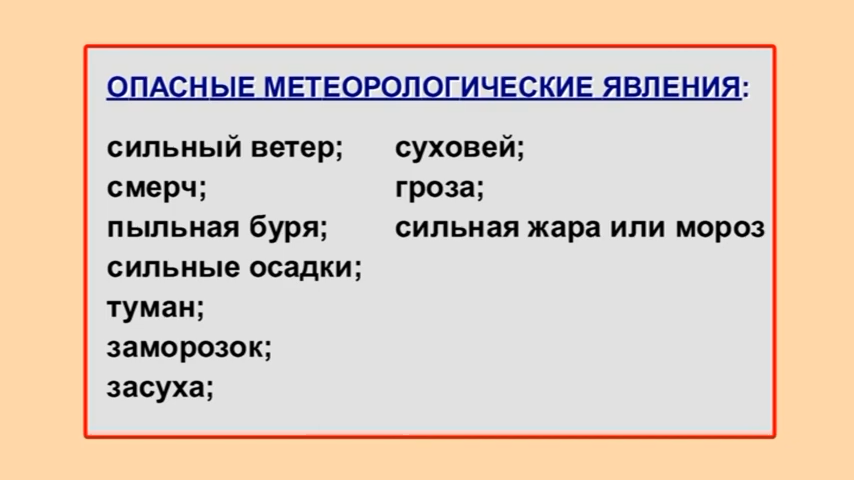 ОПАСНЫЕ МЕТЕОРОЛОГИЧЕСКИЕ ЯВЛЕНИЯ:
сильный ветер;
смерч;
пыльная буря;
сильные осадки;
туман;
заморозок;
засуха;
суховей;
гроза;
сильная жара или мороз